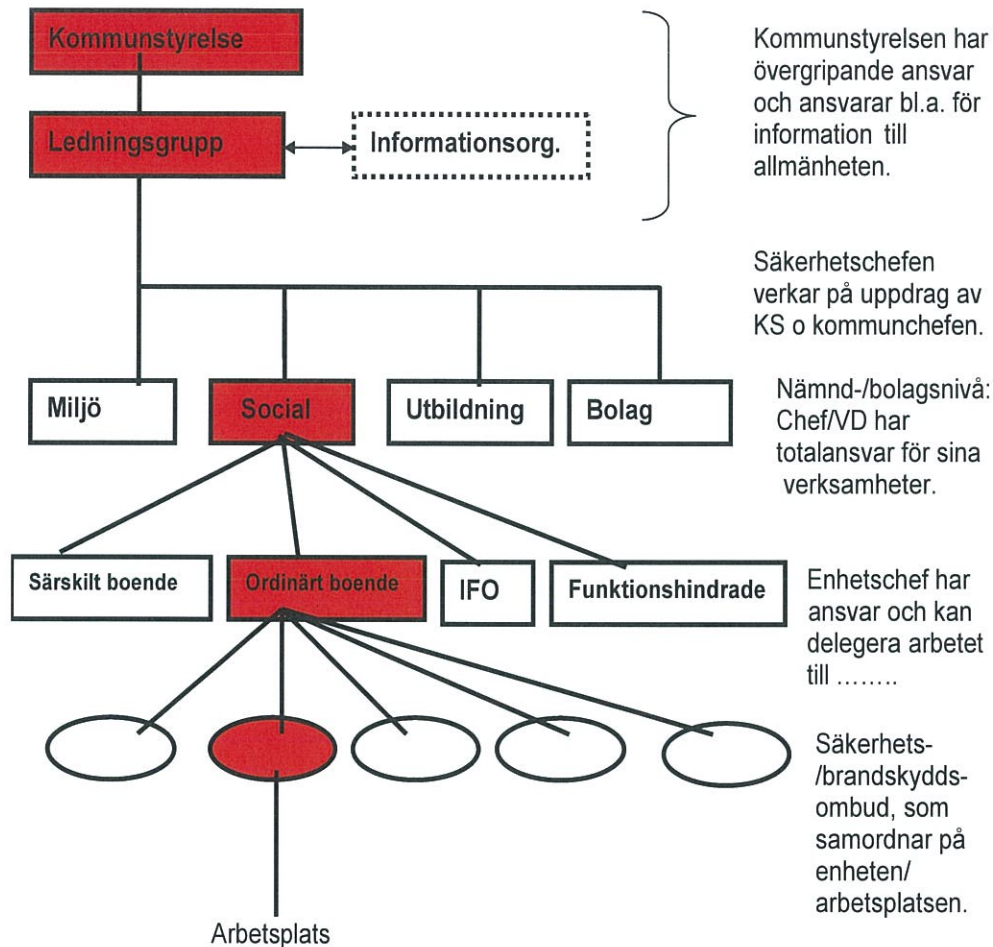 Kommunstyrelse
Ledningsgrupp
Informationsorg.
Kommunstyrelsen har
övergripande ansvar
och ansvarar bl.a. för
information till
allmänheten.
Säkerhetschefen
verkar på uppdrag av
KS o kommunchefen.
Miljö
Social
Utbildning
Bolag
Nämnd-/bolagsnivå:
Chef/VD har
totalansvar för sina
verksamheter.
Särskilt boende
Ordinärt boende
IFO
Funktionshindrade
Enhetschef har
ansvar och kan
delegera arbetet
till ........
Säkerhets-
/brandskydds-
ombud, som
samordnar på
enheten/
arbetsplatsen.
Arbetsplats